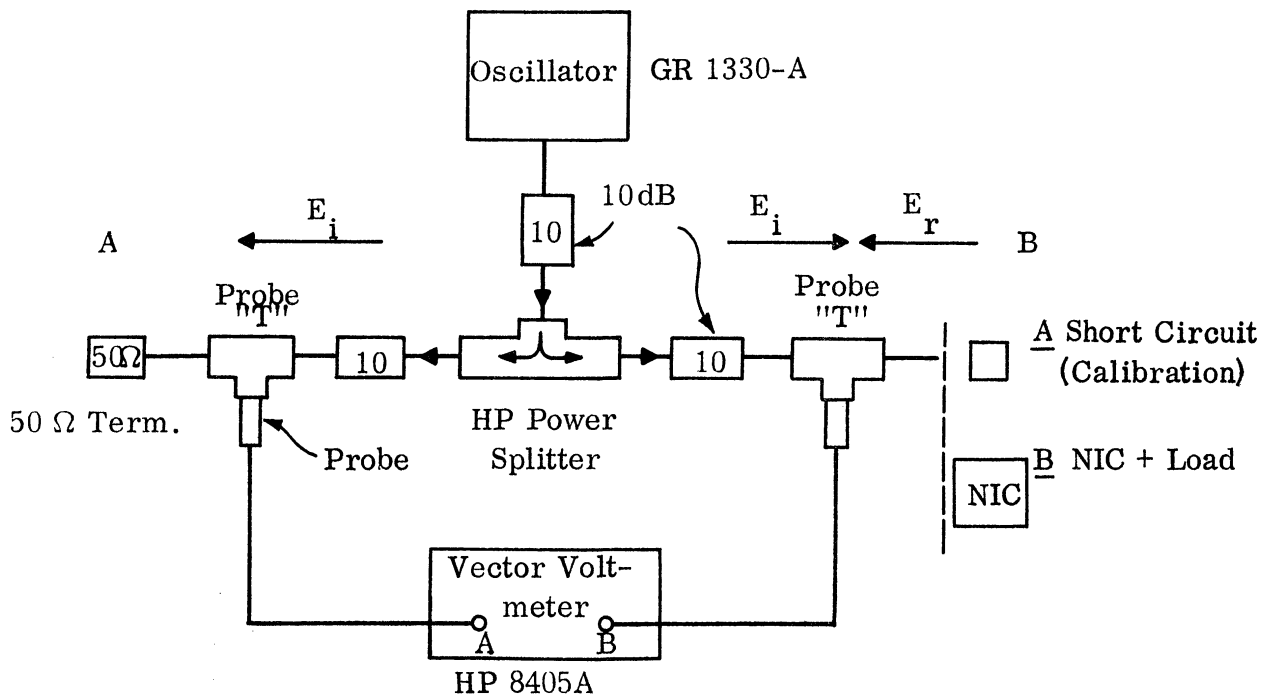 Oscillator
GR 1330-A
10dB
10
E i
A
E i
E r
B
Probe
"T"
Probe
"T"
50Ω
10
10
A Short Circuit
(Calibration)
50 Ω Term.
HP Power
Splitter
Probe
B NIC + Load
NIC
Vector Volt-
meter
A
B
HP 8405A